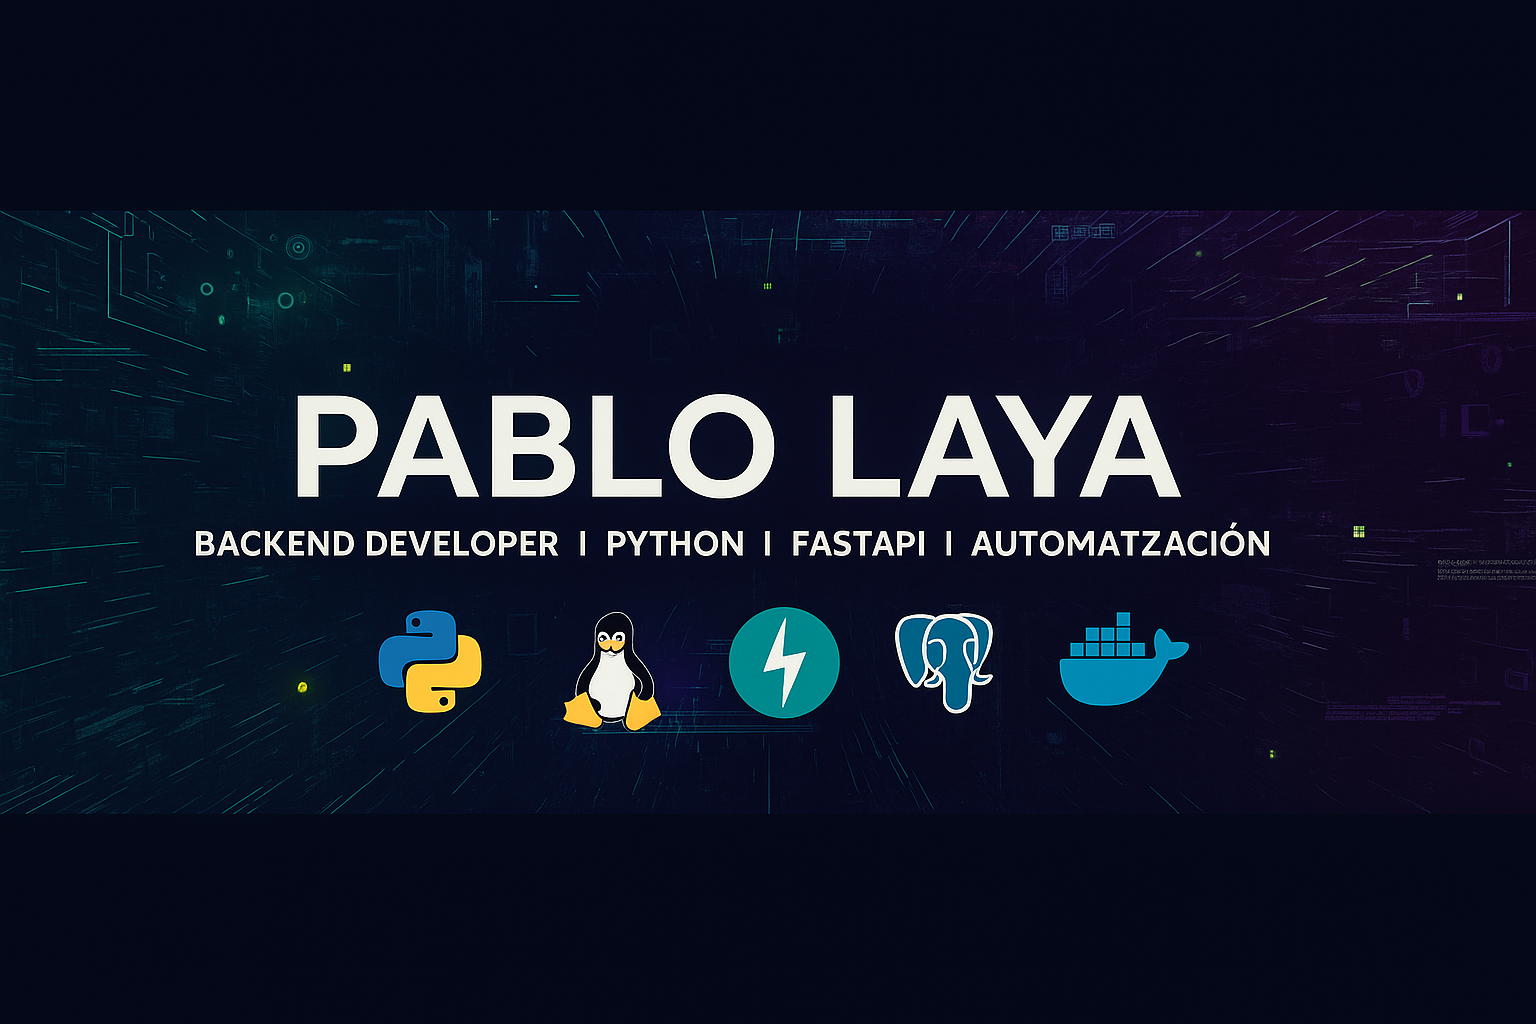 PABLO LAYA
BACKEND DEVELOPER | PYTHON | FASTAPI | AUTOMATZACIÓN